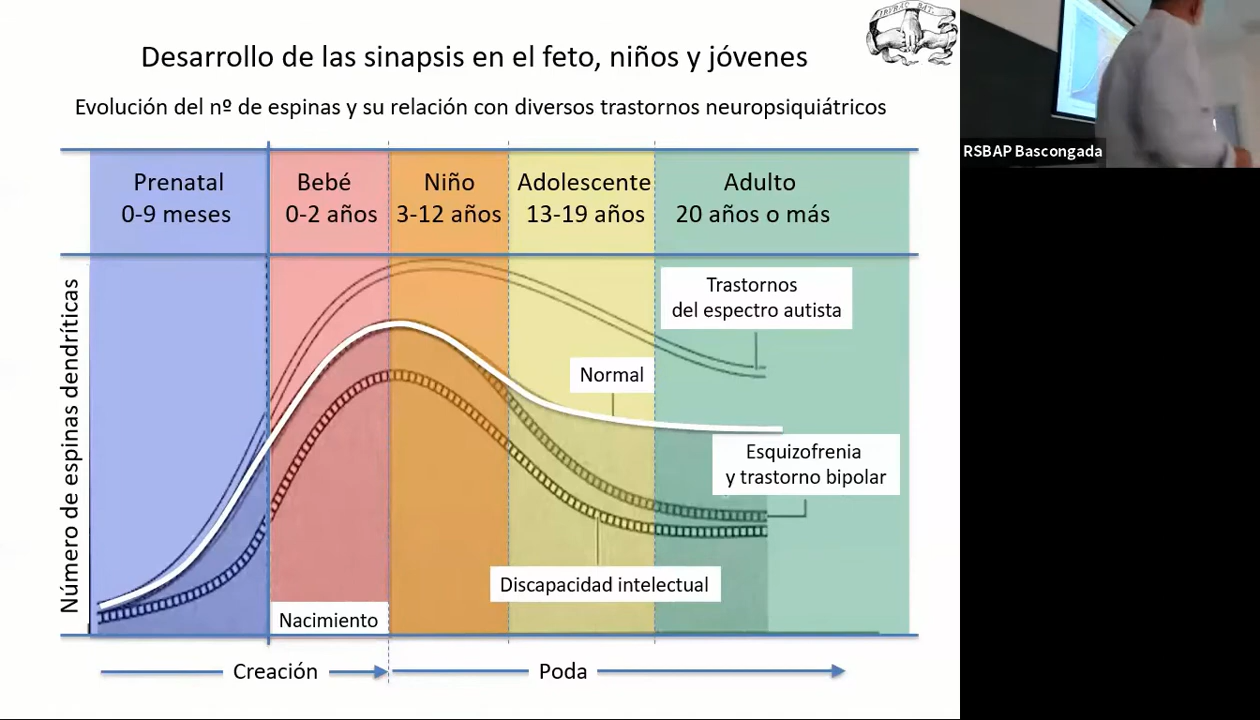 Desarrollo de las sinapsis en el feto, niños y jóvenes
Evolución del nº de espinas y su relación con diversos trastornos neuropsiquiátricos
Prenatal
0-9 meses
Bebé
0-2 años
Niño
3-12 años
Adolescente
13-19 años
Adulto
20 años o más
Número de espinas dendríticas
Trastornos
del espectro autista
Normal
Esquizofrenia
y trastorno bipolar
Discapacidad intelectual
Nacimiento
Creación
Poda
RSBAP Bascongada